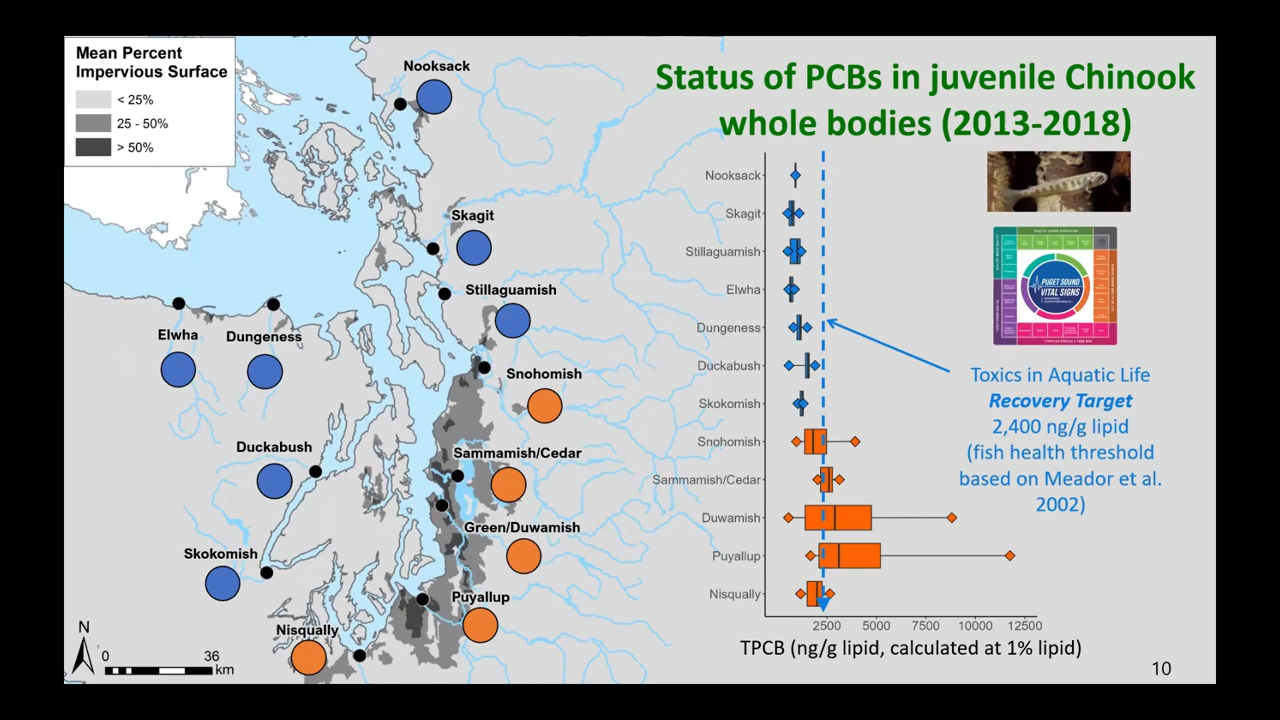 Mean Percent
Impervious Surface
< 25%
25 - 50%
> 50%
Nooksack
Skagit
Stillaguamish
Elwha
Dungeness
Snohomish
Duckabush
Sammamish/Cedar
Green/Duwamish
Skokomish
Puyallup
Nisqually
N
0 36
km
Status of PCBs in juvenile Chinook
whole bodies (2013-2018)
Nooksack
Skagit
Stillaguamish
Elwha
Dungeness
Duckabush
Skokomish
Snohomish
Sammamish/Cedar
Duwamish
Puyallup
Nisqually
2500 5000 7500 10000 12500
TPCB (ng/g lipid, calculated at 1% lipid)
PUGET SOUND
VITAL SIGNS
Toxics in Aquatic Life
Recovery Target
2,400 ng/g lipid
(fish health threshold
based on Meador et al.
2002)
10